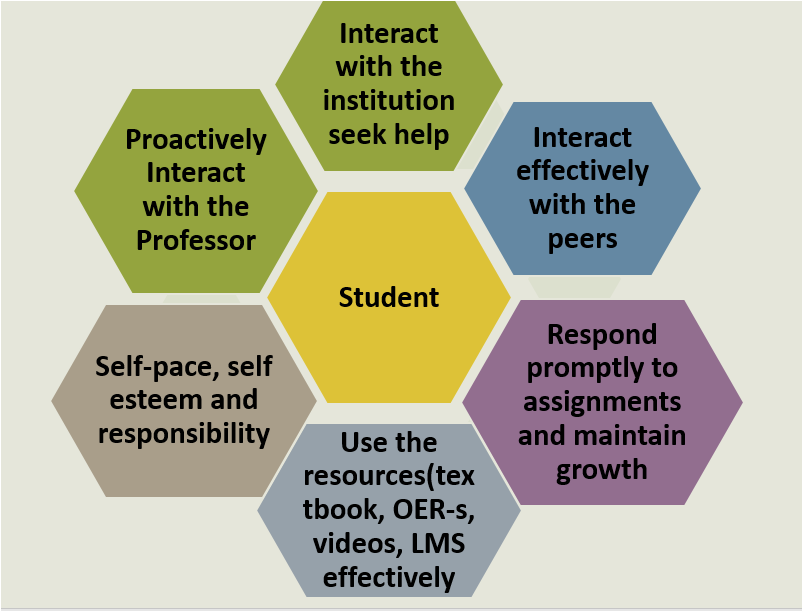 Interact
with the
institution
seek help
Proactively
Interact
with the
Professor
Interact
effectively
with the
peers
Student
Self-pace, self
esteem and
responsibility
Respond
promptly to
assignments
and maintain
growth
Use the
resources(tex
tbook, OER-s,
videos, LMS
effectively